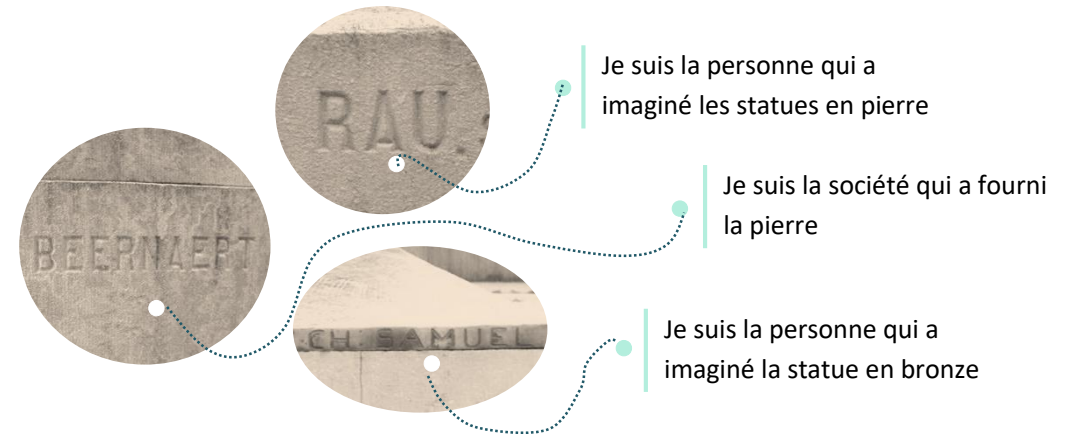 RAU.
Je suis la personne qui a
imaginé les statues en pierre
BEERNAERT
Je suis la société qui a fourni
la pierre
CH. SAMUEL
Je suis la personne qui a
imaginé la statue en bronze